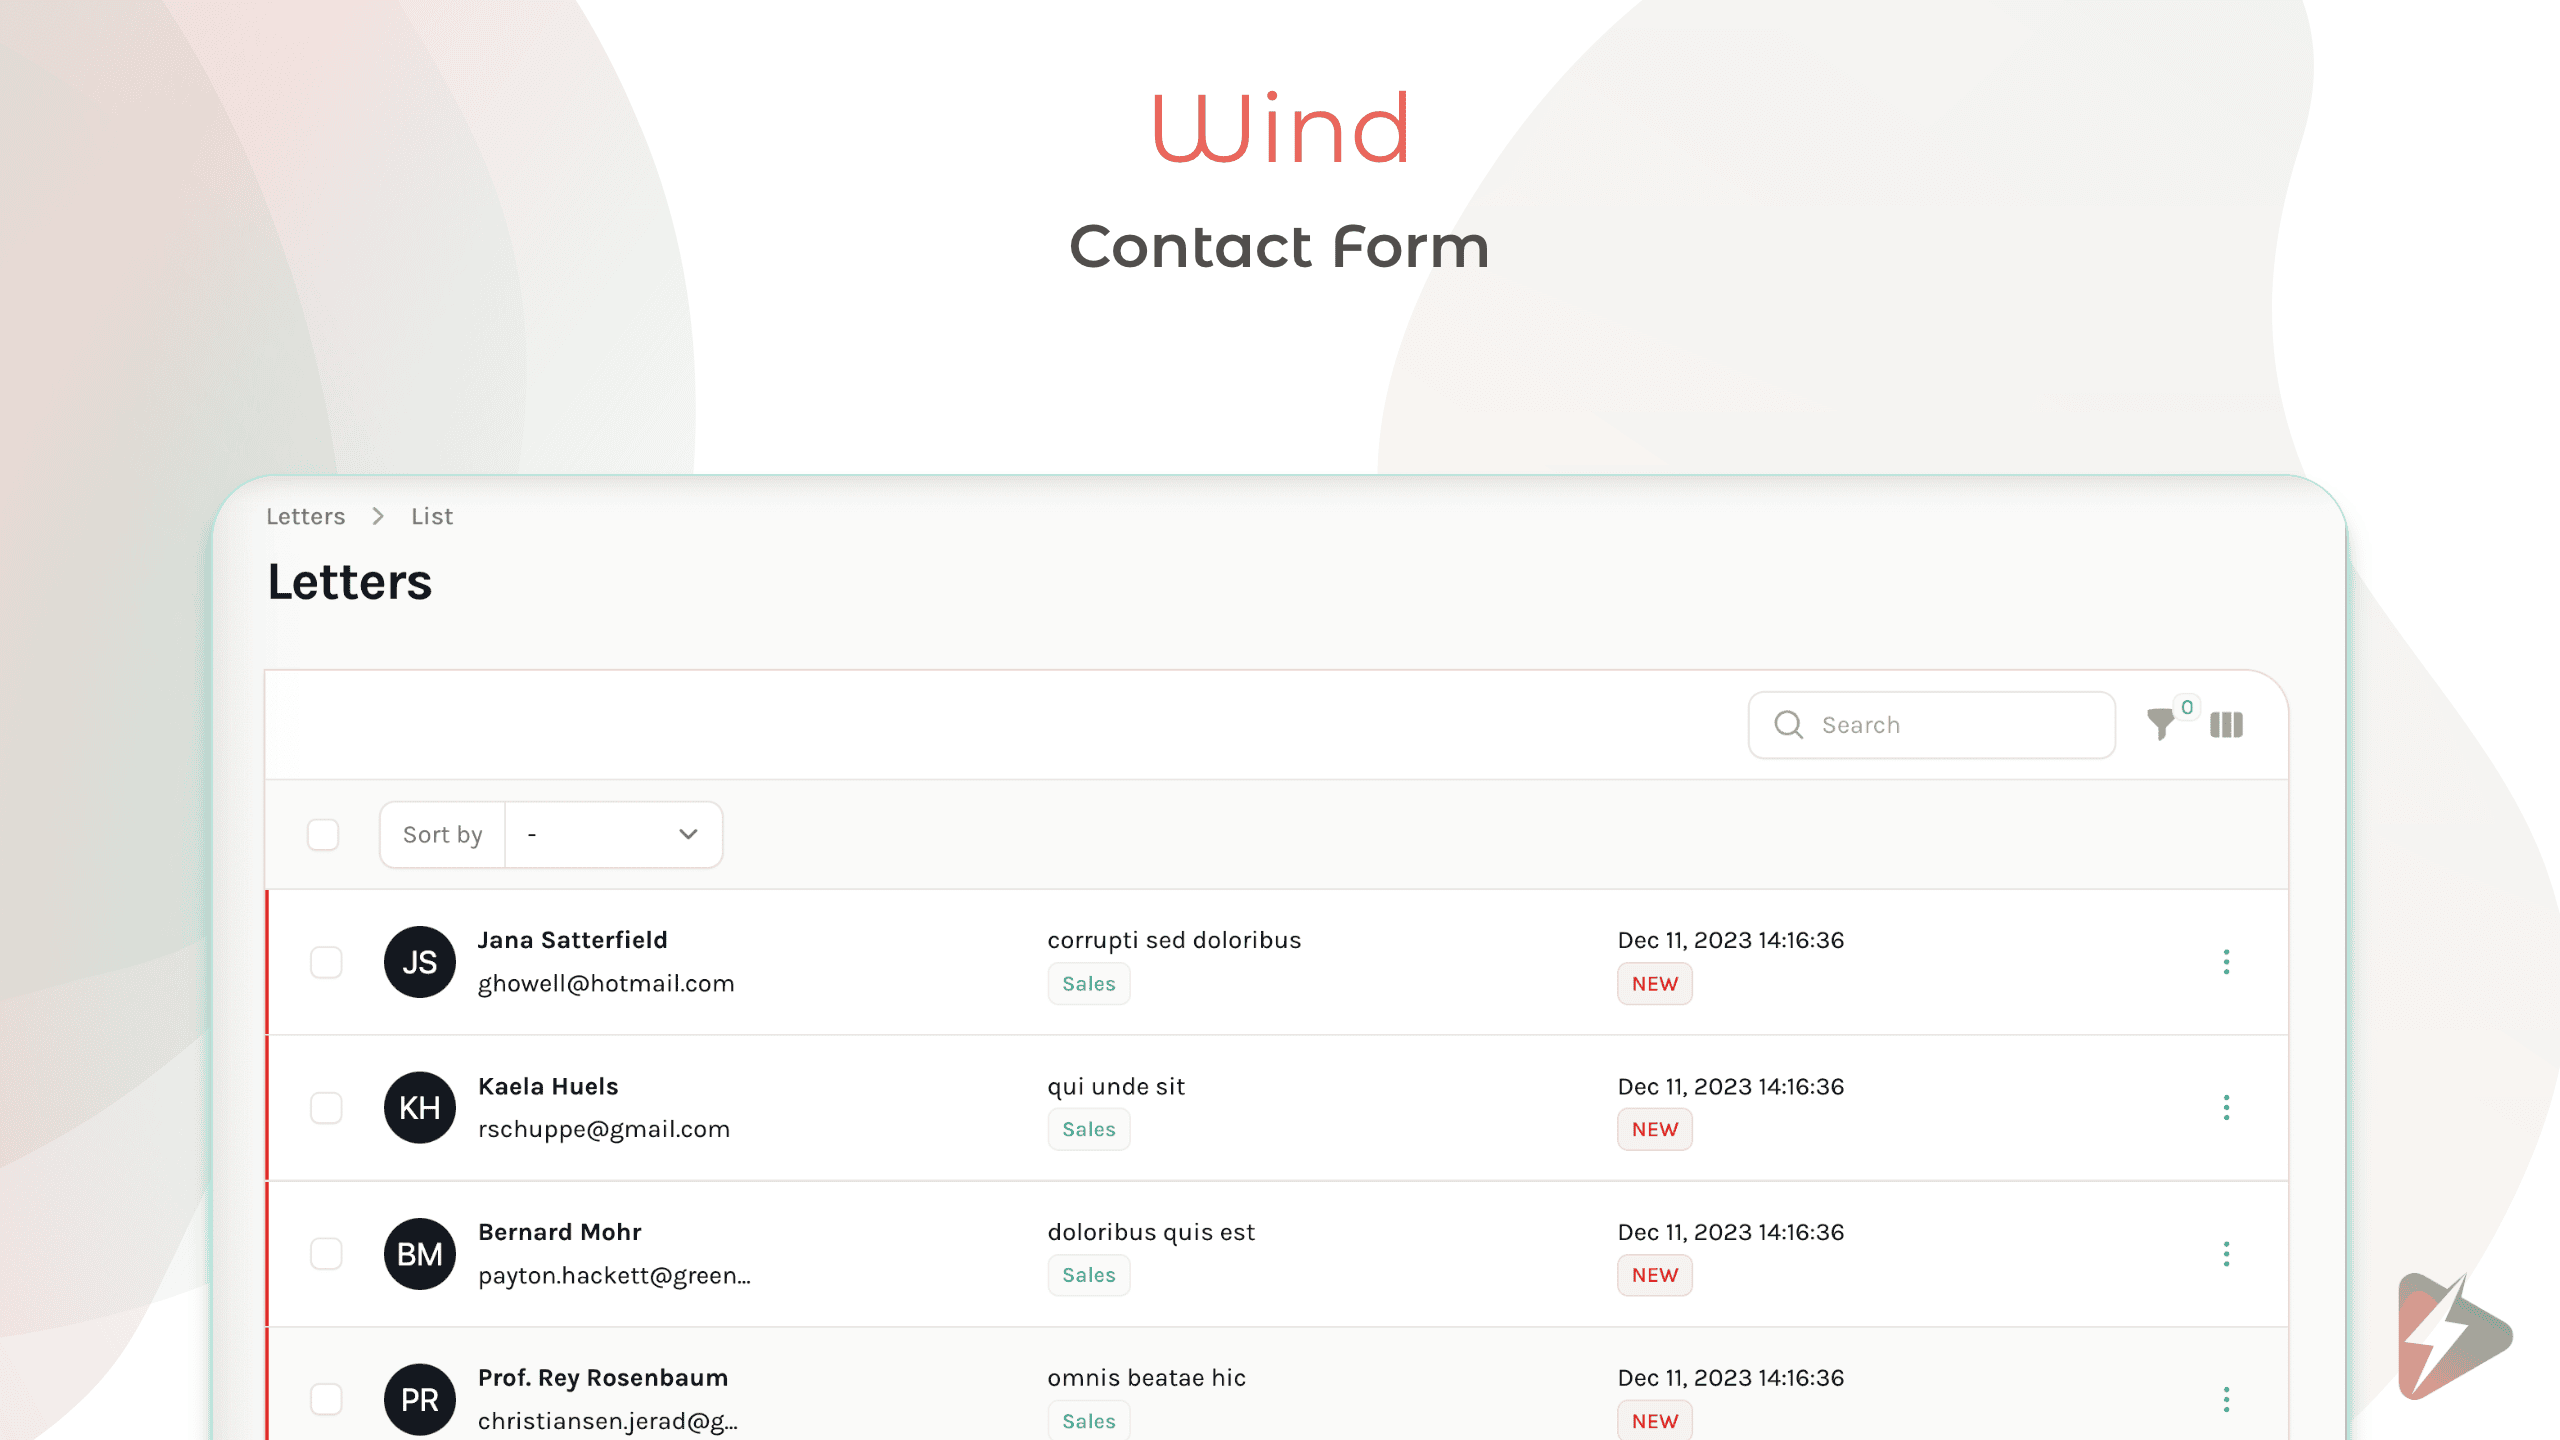 Wind
Contact Form
Letters > List
Letters
Search
0
Sort by -
JS Jana Satterfield corrupti sed doloribus Dec 11, 2023 14:16:36
ghowell@hotmail.com Sales NEW
KH Kaela Huels qui unde sit Dec 11, 2023 14:16:36
rschuppe@gmail.com Sales NEW
BM Bernard Mohr doloribus quis est Dec 11, 2023 14:16:36
payton.hackett@green... Sales NEW
PR Prof. Rey Rosenbaum omnis beatae hic Dec 11, 2023 14:16:36
christiansen.jerad@g... Sales NEW